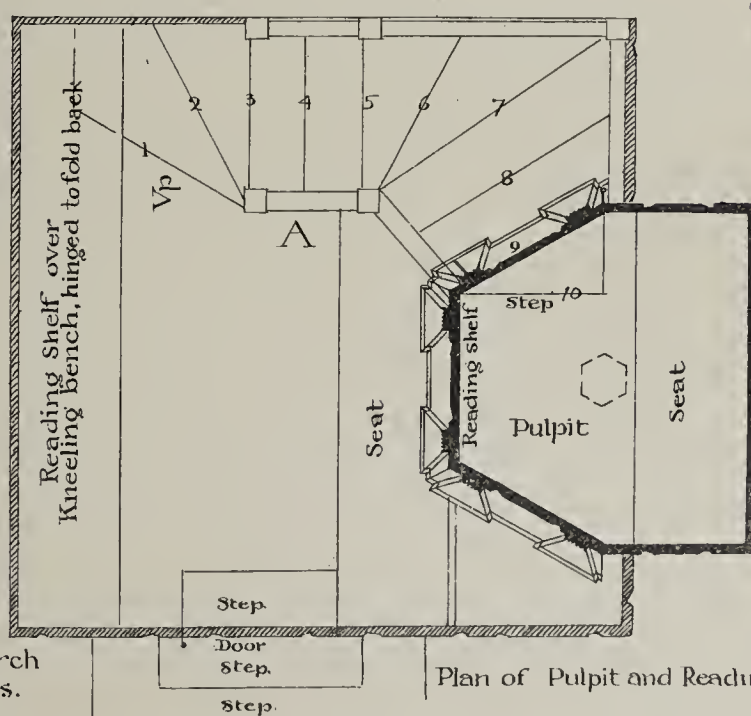 Reading Shelf over
Kneeling bench, hinged to fold back
1
2
3
4
5
6
7
8
9
Step 10
Vp
A
Seat
Reading shelf
Pulpit
Seat
Step.
Door
Step.
Step.
rch
s.
Plan of Pulpit and Readi